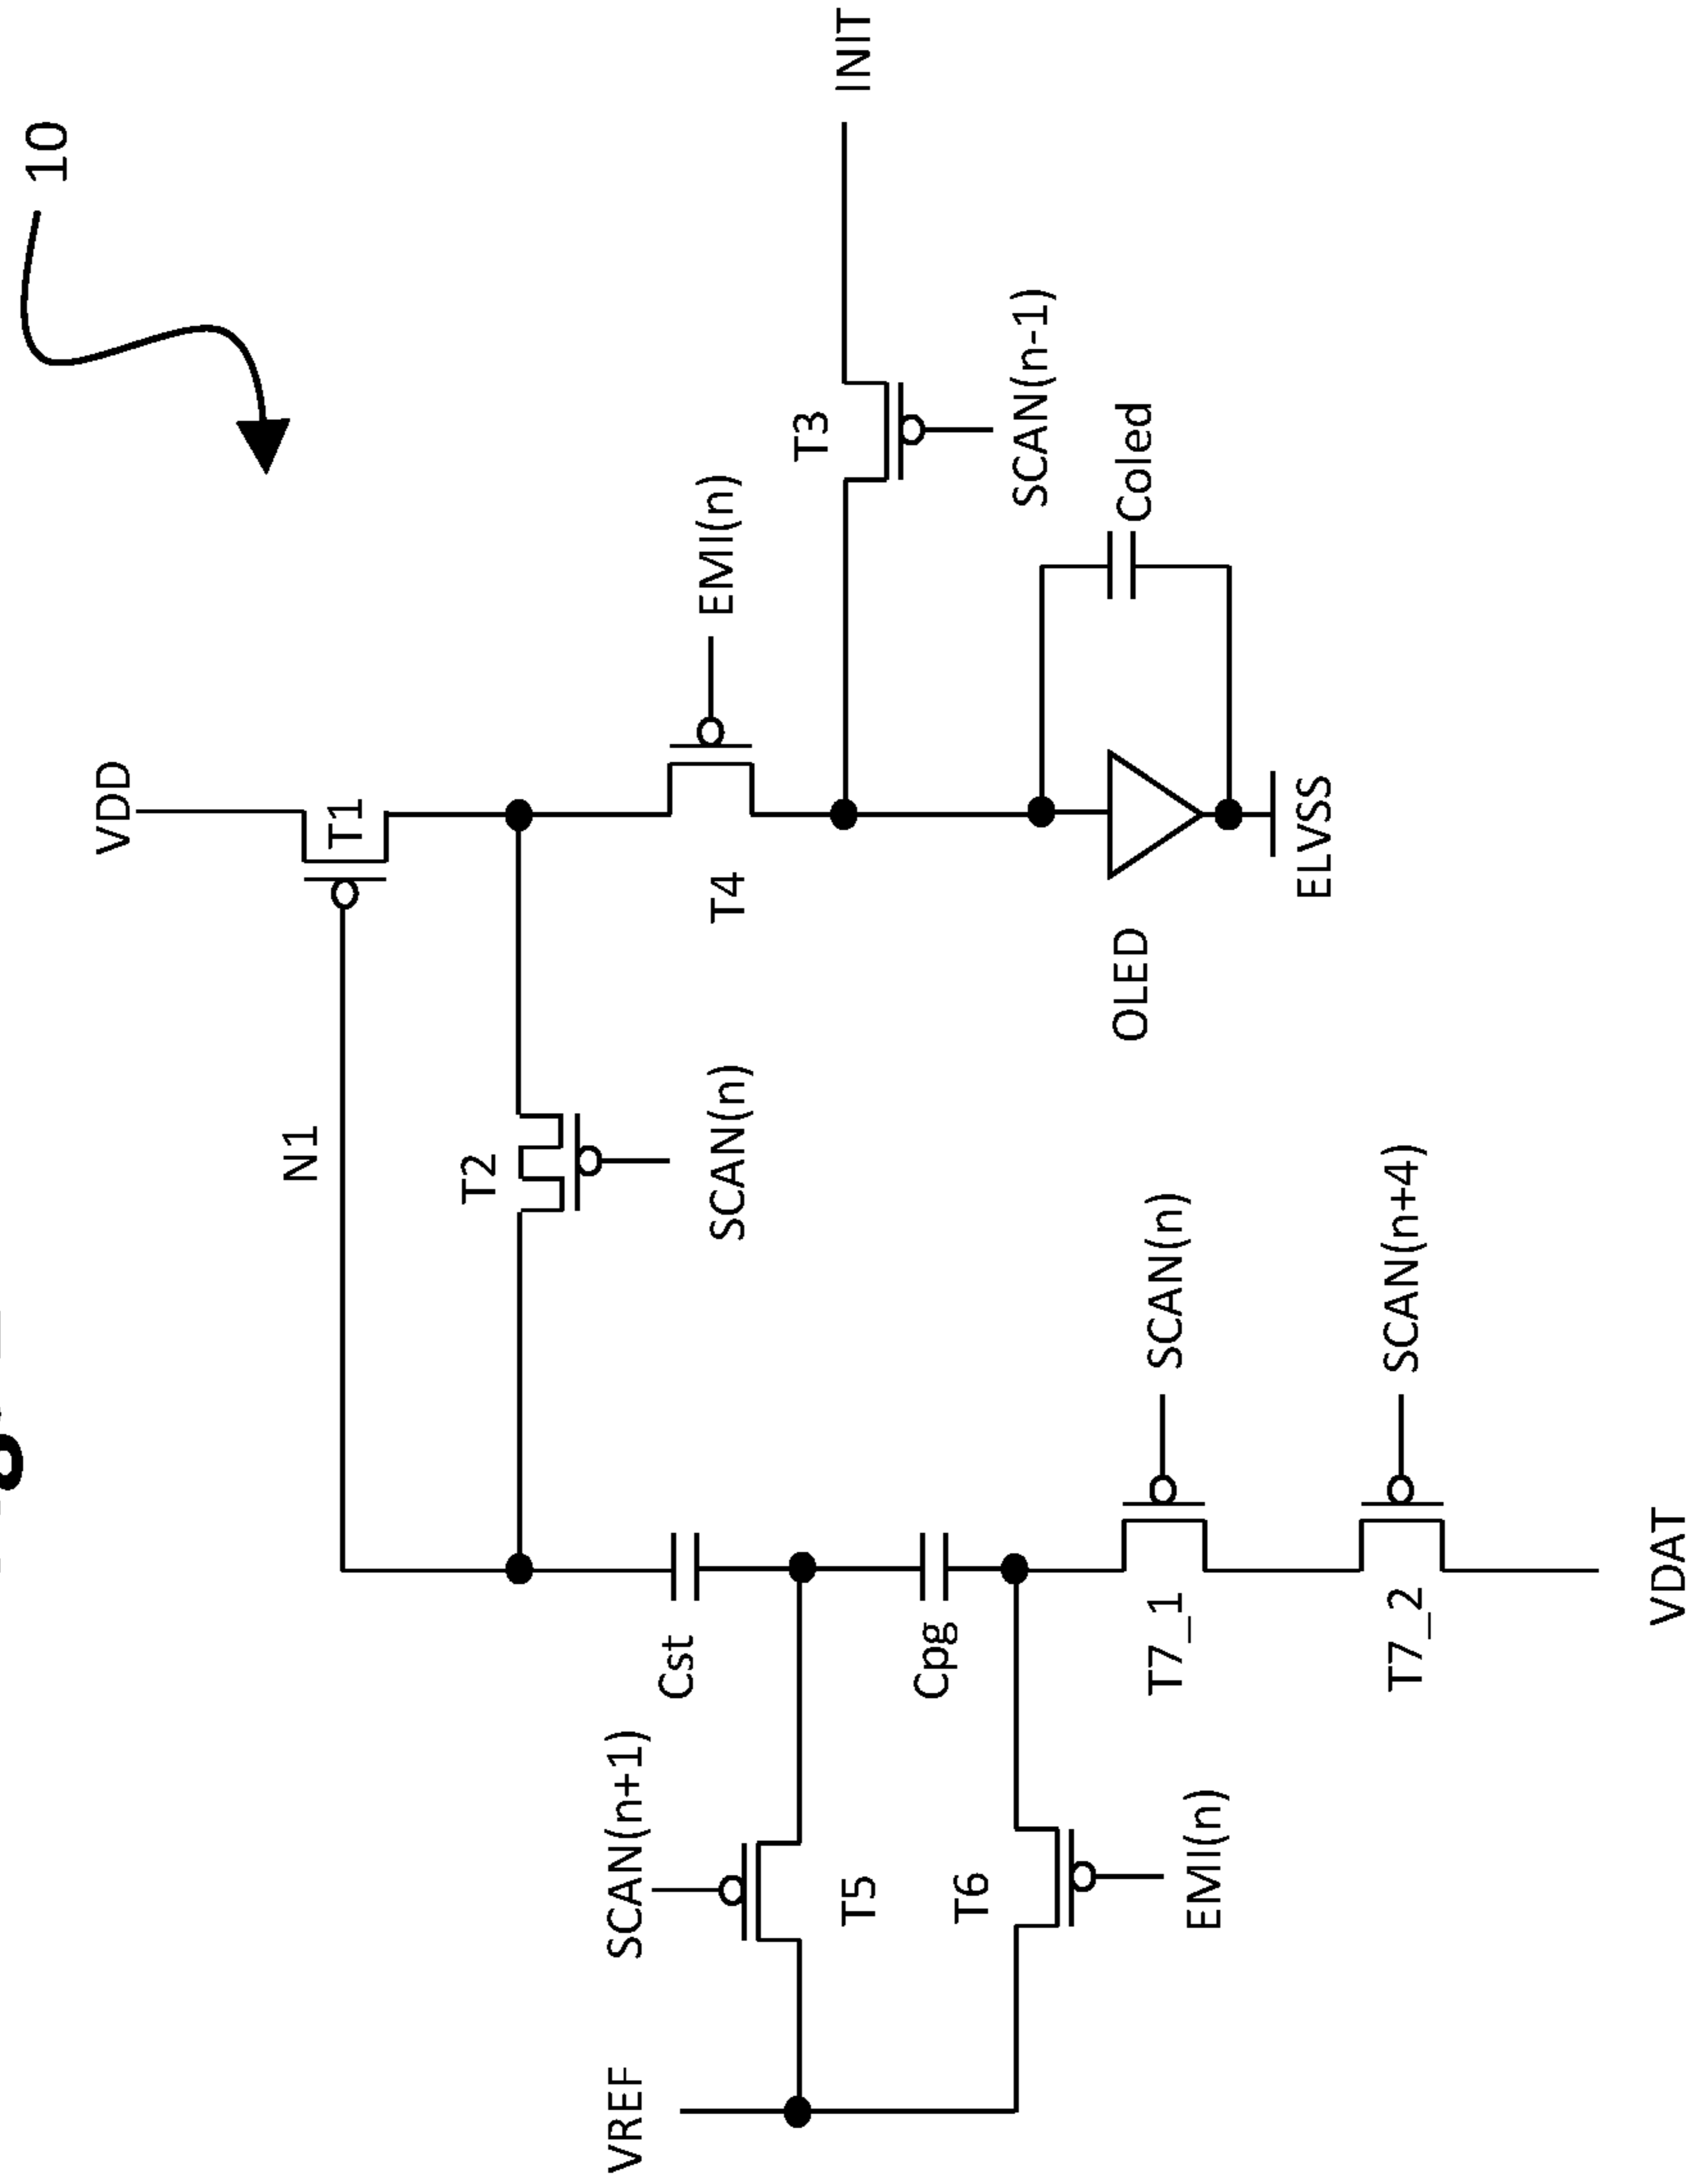 10
VDD
T1
N1
T2
SCAN(n)
T4
EMI(n)
INIT
T3
SCAN(n-1)
Coled
OLED
ELVSS
Cst
SCAN(n+1)
VREF
T5
Cpg
T6
EMI(n)
SCAN(n)
T7_1
SCAN(n+4)
T7_2
VDAT